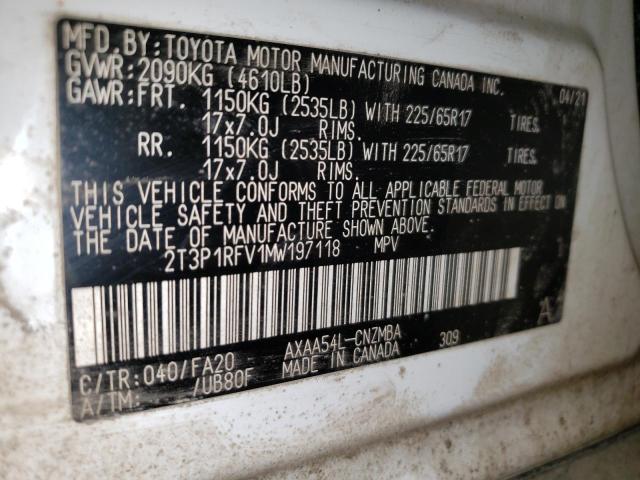 MFD. BY: TOYOTA MOTOR MANUFACTURING CANADA INC.
GVWR: 2090KG (4610LB) 04/21
GAWR: FRT. 1150KG (2535LB) WITH 225/65R17 TIRES.
17x7.0J RIMS.
RR. 1150KG (2535LB) WITH 225/65R17 TIRES.
17x7.0J RIMS.
THIS VEHICLE CONFORMS TO ALL APPLICABLE FEDERAL MOTOR
VEHICLE SAFETY AND THEFT PREVENTION STANDARDS IN EFFECT ON
THE DATE OF MANUFACTURE SHOWN ABOVE.
2T3P1RFV1MW197118 MPV
A
C/TR: 040/FA20 AXAA54L-CNZMBA 309
A/TM: /UB80F MADE IN CANADA